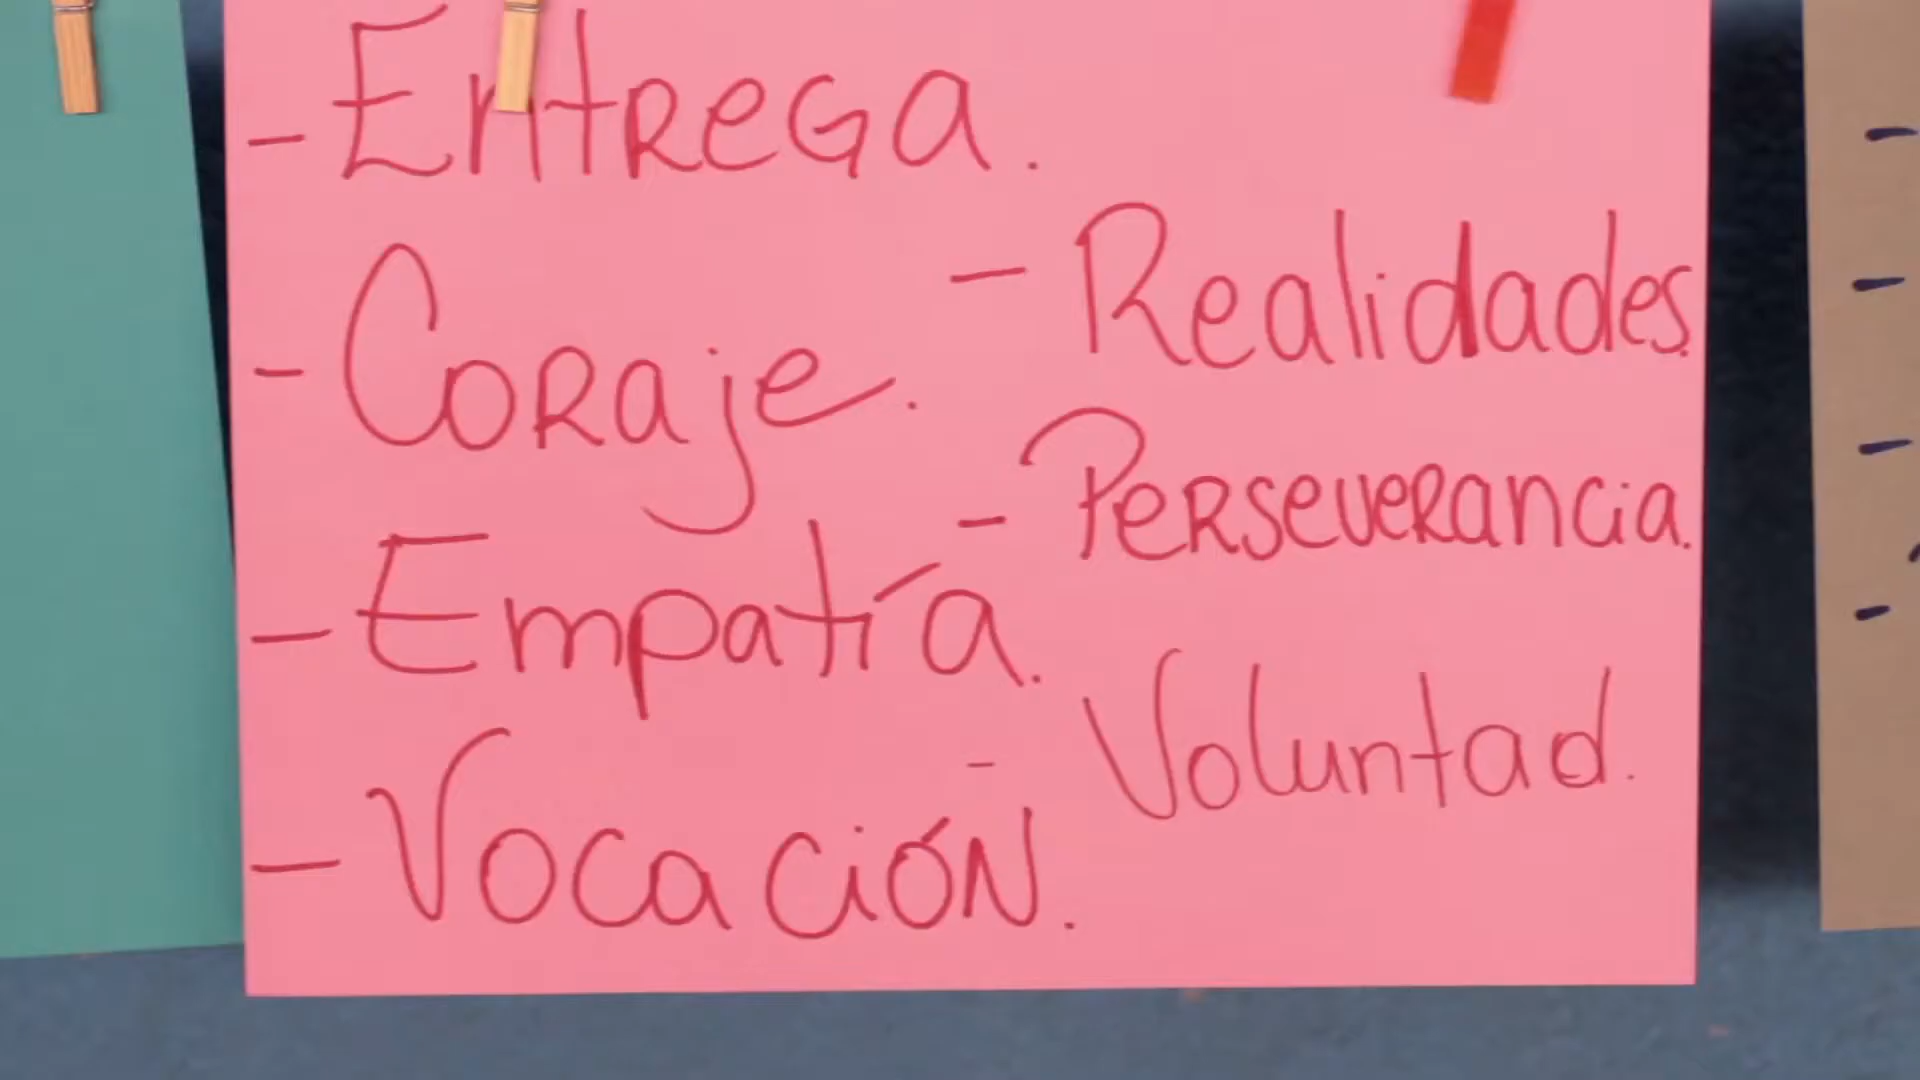 - Entrega.
- Coraje.
- Empatía.
- Vocación.
- Realidades.
- Perseverancia.
- Voluntad.